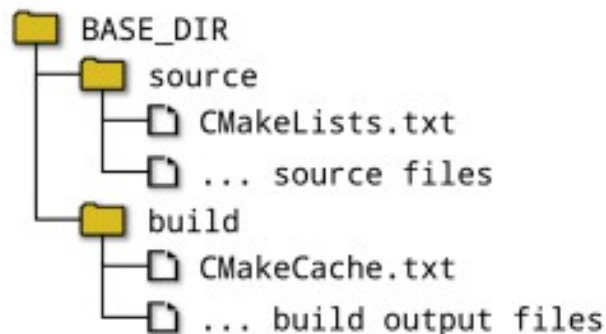 BASE_DIR
source
CMakeLists.txt
... source files
build
CMakeCache.txt
... build output files